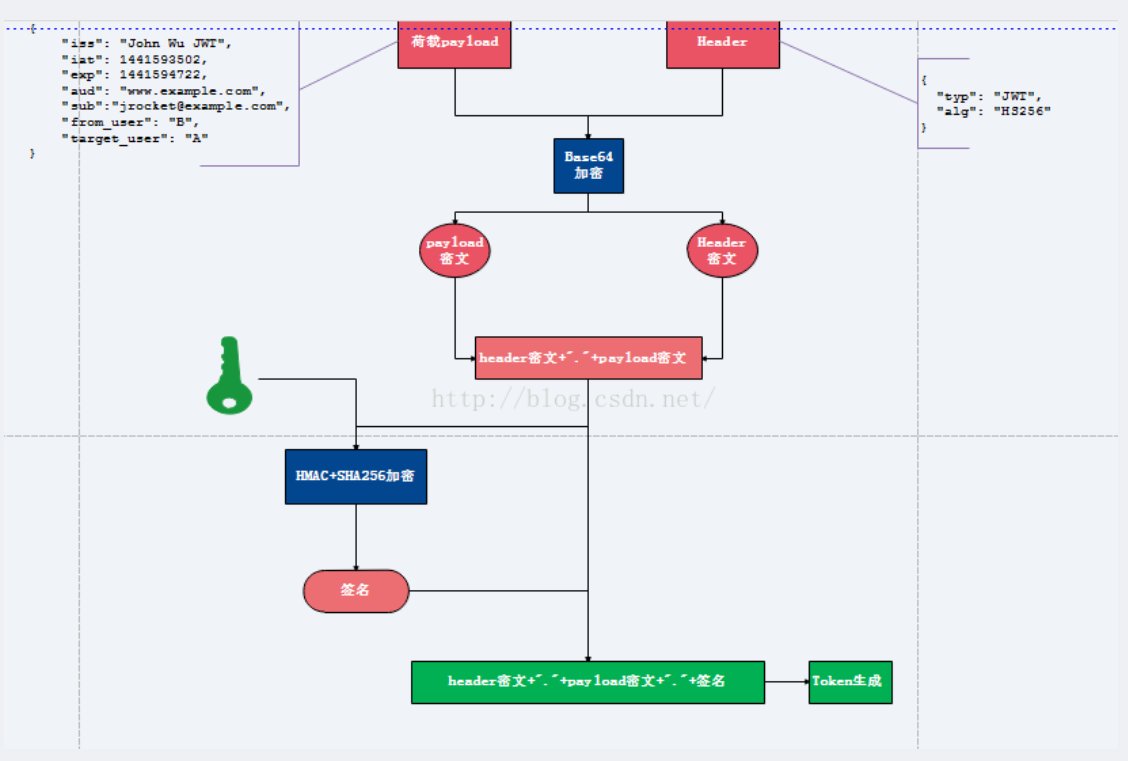 {
"iss": "John Wu JWT",
"iat": 1441593502,
"exp": 1441594722,
"aud": "www.example.com",
"sub":"jrocket@example.com",
"from_user": "B",
"target_user": "A"
}
荷载payload
Header
{
"typ": "JWT",
"alg": "HS256"
}
Base64
加密
payload
密文
Header
密文
header密文+"."+payload密文
http://blog.csdn.net/
HMAC+SHA256加密
签名
header密文+"."+payload密文+"."+签名
Token生成